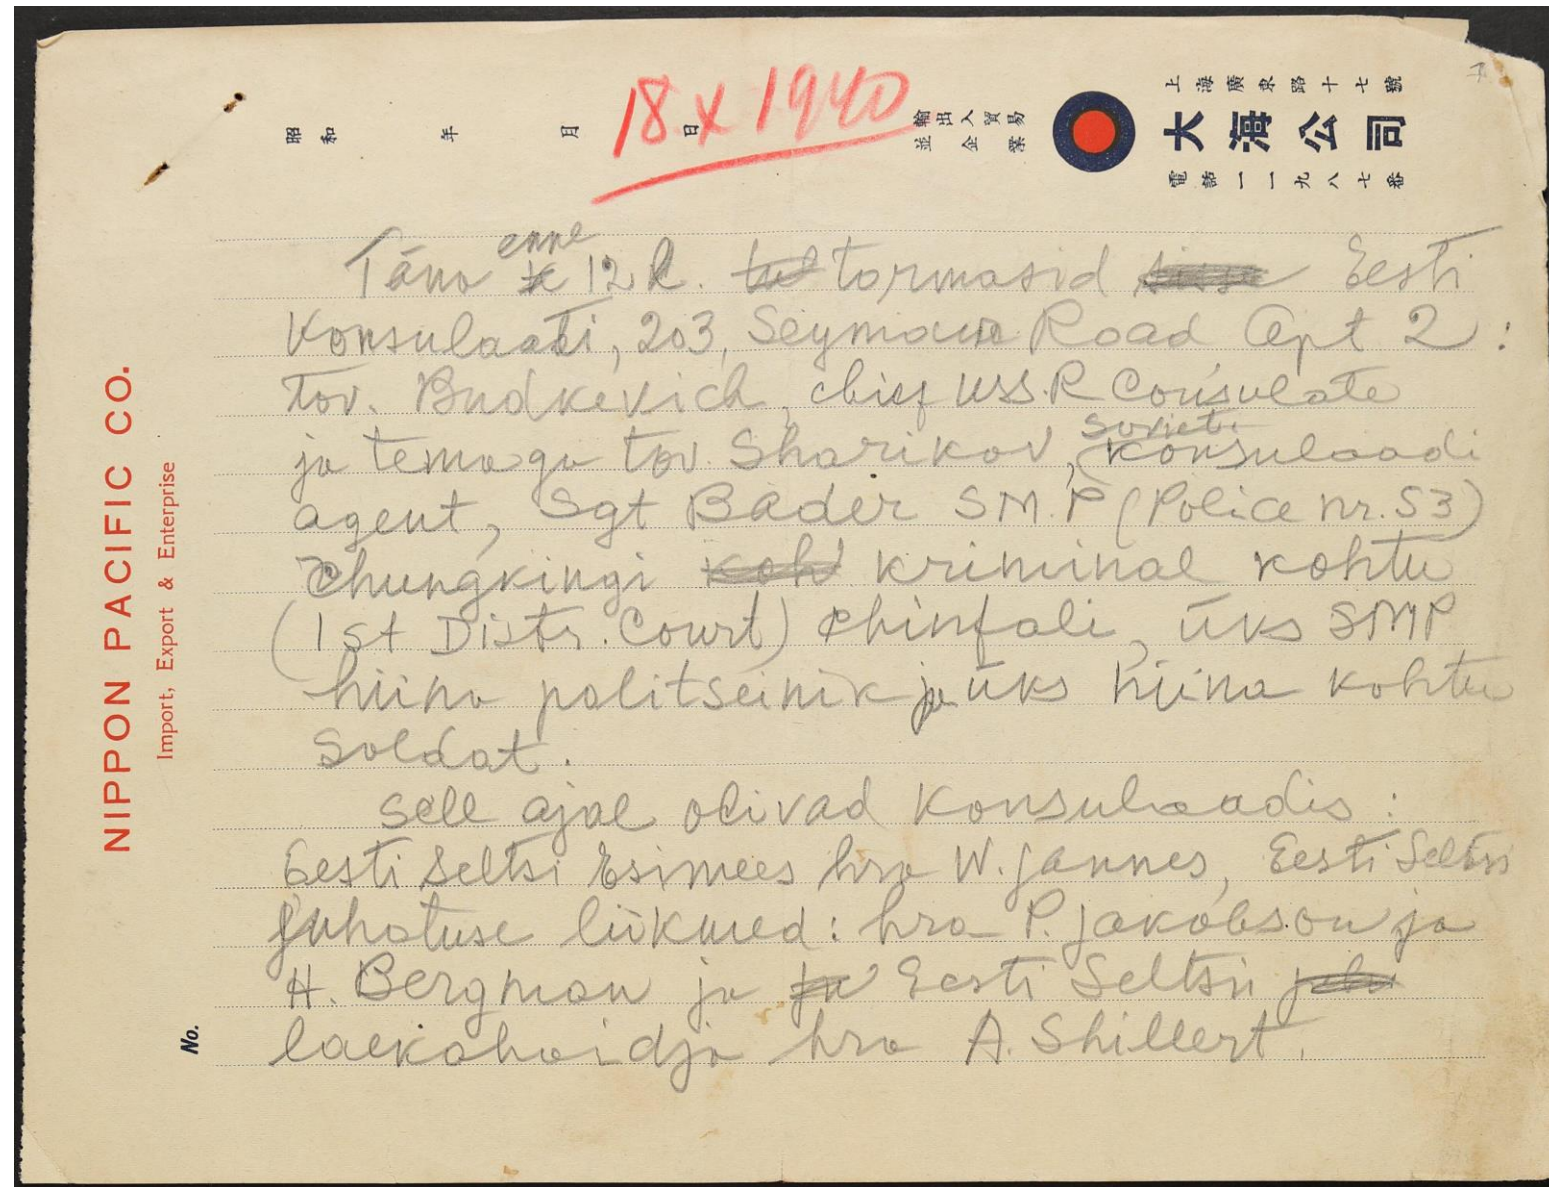 18 X 1940
昭和 年 月 日
輸出入貿易
並企業
上海廣東路十七號
大海公司
電話一一九八七番
NIPPON PACIFIC CO.
Import, Export & Enterprise
No.
Täna enne 12 k. tormasid Eesti
Konsulaati, 203, Seymour Road Apt 2 :
tov. Budkevich, chief USS.R Consulate
ja temaga tov. Sharikov, Sovieti konsulaadi
agent, Sgt Bäder S.M.P (Police nr. 53)
Chungkingi kriminal kohtu
(1st Distr. Court) Chinfali, üks SMP
hiina politseinik ja üks hiina kohtu
soldat.
Sell ajal olivad konsulaadis :
Eesti Seltsi Esimees hra W. Jannes, Eesti Seltsi
juhatuse liikmed : hra P. Jakobson ja
H. Bergman ja Eesti Seltsi
laekahoidja hra A. Shillert.